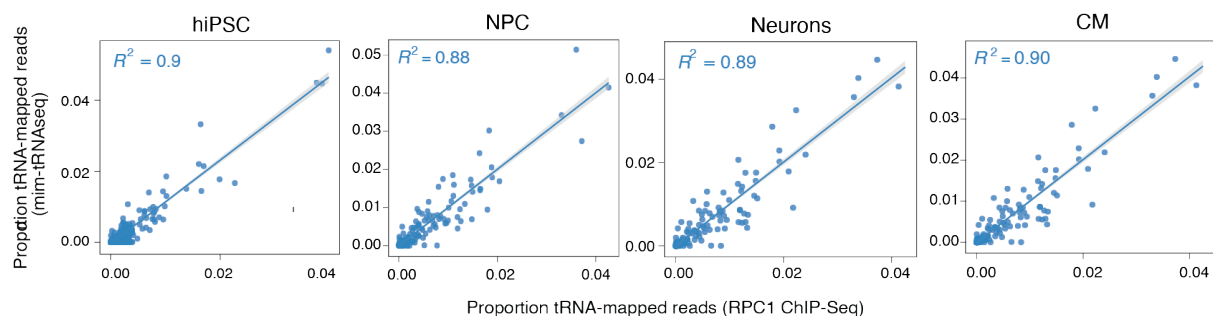 hiPSC
NPC
Neurons
CM
Proportion tRNA-mapped reads
(mim-tRNAseq)
R² = 0.9
0.04
0.02
0.00
0.00
0.02
0.04
R² = 0.88
0.05
0.04
0.03
0.02
0.01
0.00
0.00
0.02
0.04
R² = 0.89
0.04
0.02
0.00
0.00
0.02
0.04
R² = 0.90
0.04
0.03
0.02
0.01
0.00
0.00
0.02
0.04
Proportion tRNA-mapped reads (RPC1 ChIP-Seq)